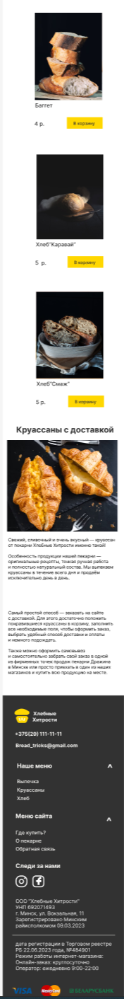 Баггет
4 р.
В корзину
Хлеб"Каравай"
5 р.
В корзину
Хлеб"Смаж"
5 р.
В корзину
Круассаны с доставкой
Свежий, сливочный и очень вкусный — круассан
от пекарни Хлебные Хитрости именно такой!
Особенность продукции нашей пекарни —
оригинальные рецепты, тонкая ручная работа
и полностью натуральный состав. Мы выпекаем
круассаны в течение всего дня и продаём
исключительно день в день.
Самый простой способ — заказать на сайте
с доставкой. Для этого достаточно положить
понравившиеся круассаны в корзину, заполнить
все необходимые поля, чтобы оформить заказ,
выбрать удобный способ доставки и оплаты
и немного подождать.
Также можно оформить самовывоз
и самостоятельно забрать свой заказ в одной
из фирменных точек продаж пекарни Дражина
в Минске или просто приехать в один из наших
магазинов и купить всю продукцию на месте.
Хлебные
Хитрости
+375(29) 111-11-11
Bread_tricks@gmail.com
Наше меню
Выпечка
Круассаны
Хлеб
Меню сайта
Где купить?
О пекарне
Обратная связь
Следи за нами
ООО "Хлебные Хитрости"
УНП 692071493
г. Минск, ул. Вокзальная, 11
Зарегистрировано Минским
райисполкомом 09.03.2023
дата регистрации в Торговом реестре
РБ 22.06.2023 года, №484901
Режим работы интернет-магазина:
Онлайн-заказ: круглосуточно
Оператор: ежедневно 9:00-22:00
VISA MasterCard БЕЛАРУСБАНК